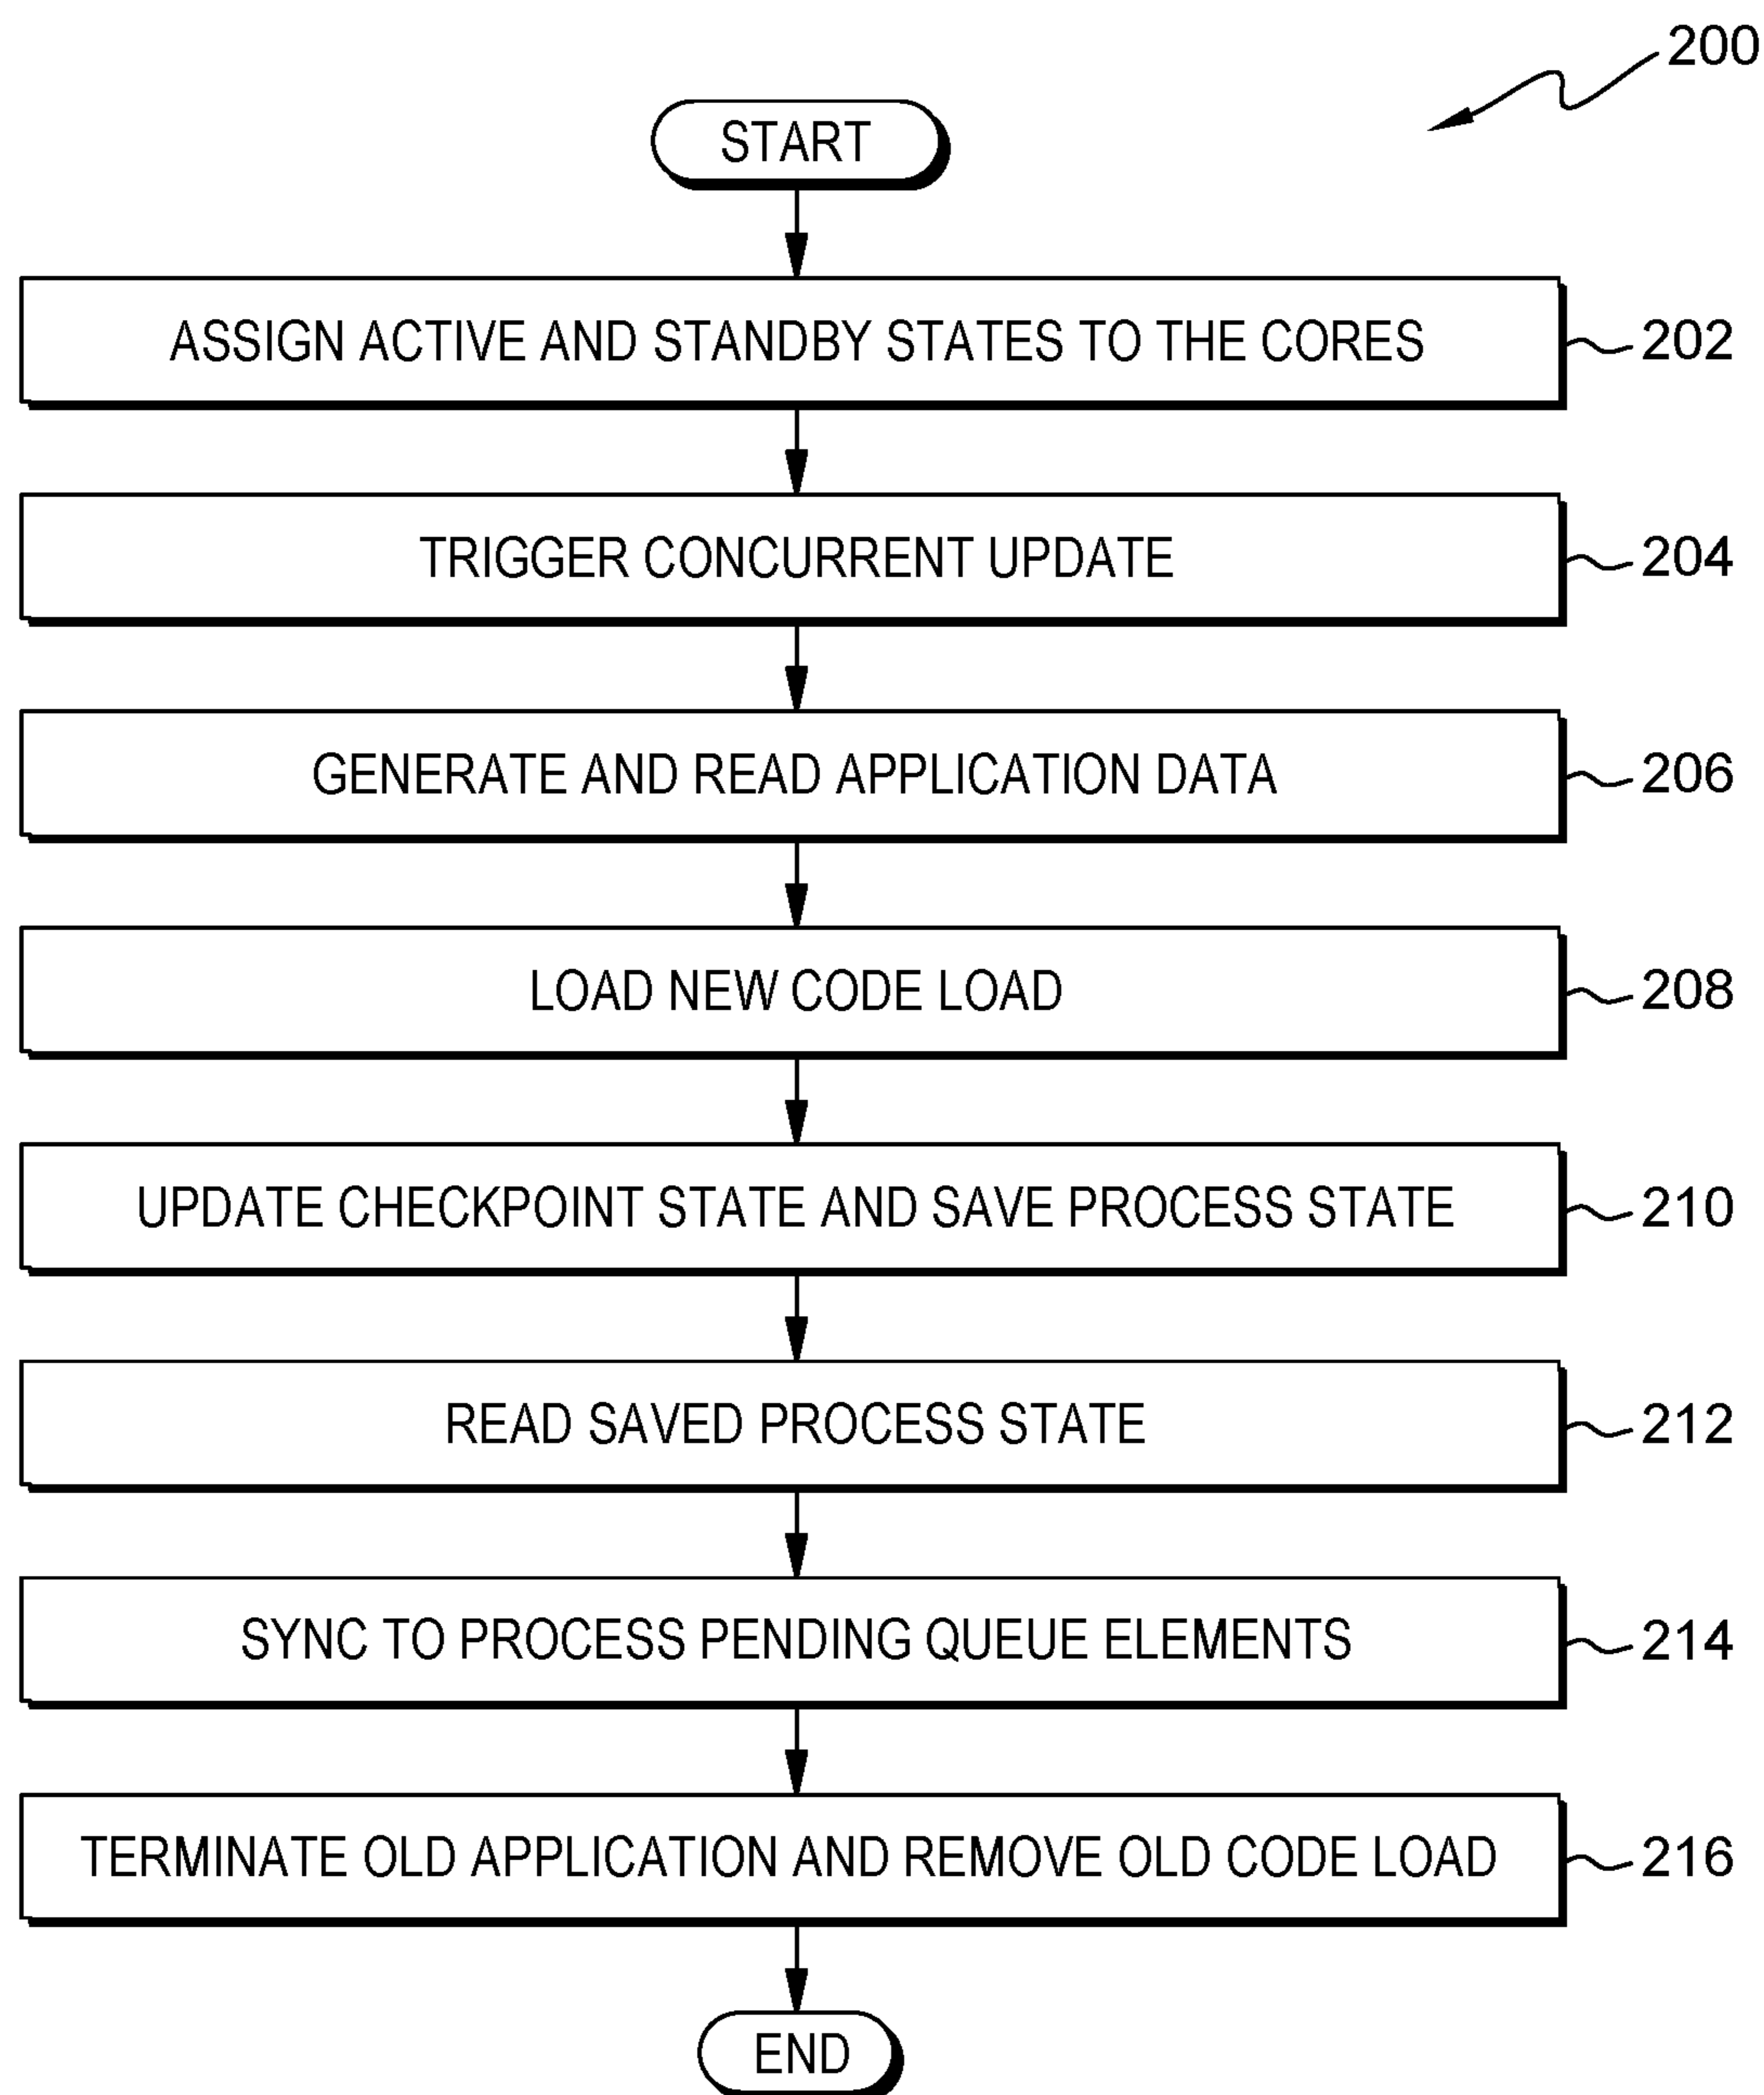 200
START
ASSIGN ACTIVE AND STANDBY STATES TO THE CORES 202
TRIGGER CONCURRENT UPDATE 204
GENERATE AND READ APPLICATION DATA 206
LOAD NEW CODE LOAD 208
UPDATE CHECKPOINT STATE AND SAVE PROCESS STATE 210
READ SAVED PROCESS STATE 212
SYNC TO PROCESS PENDING QUEUE ELEMENTS 214
TERMINATE OLD APPLICATION AND REMOVE OLD CODE LOAD 216
END